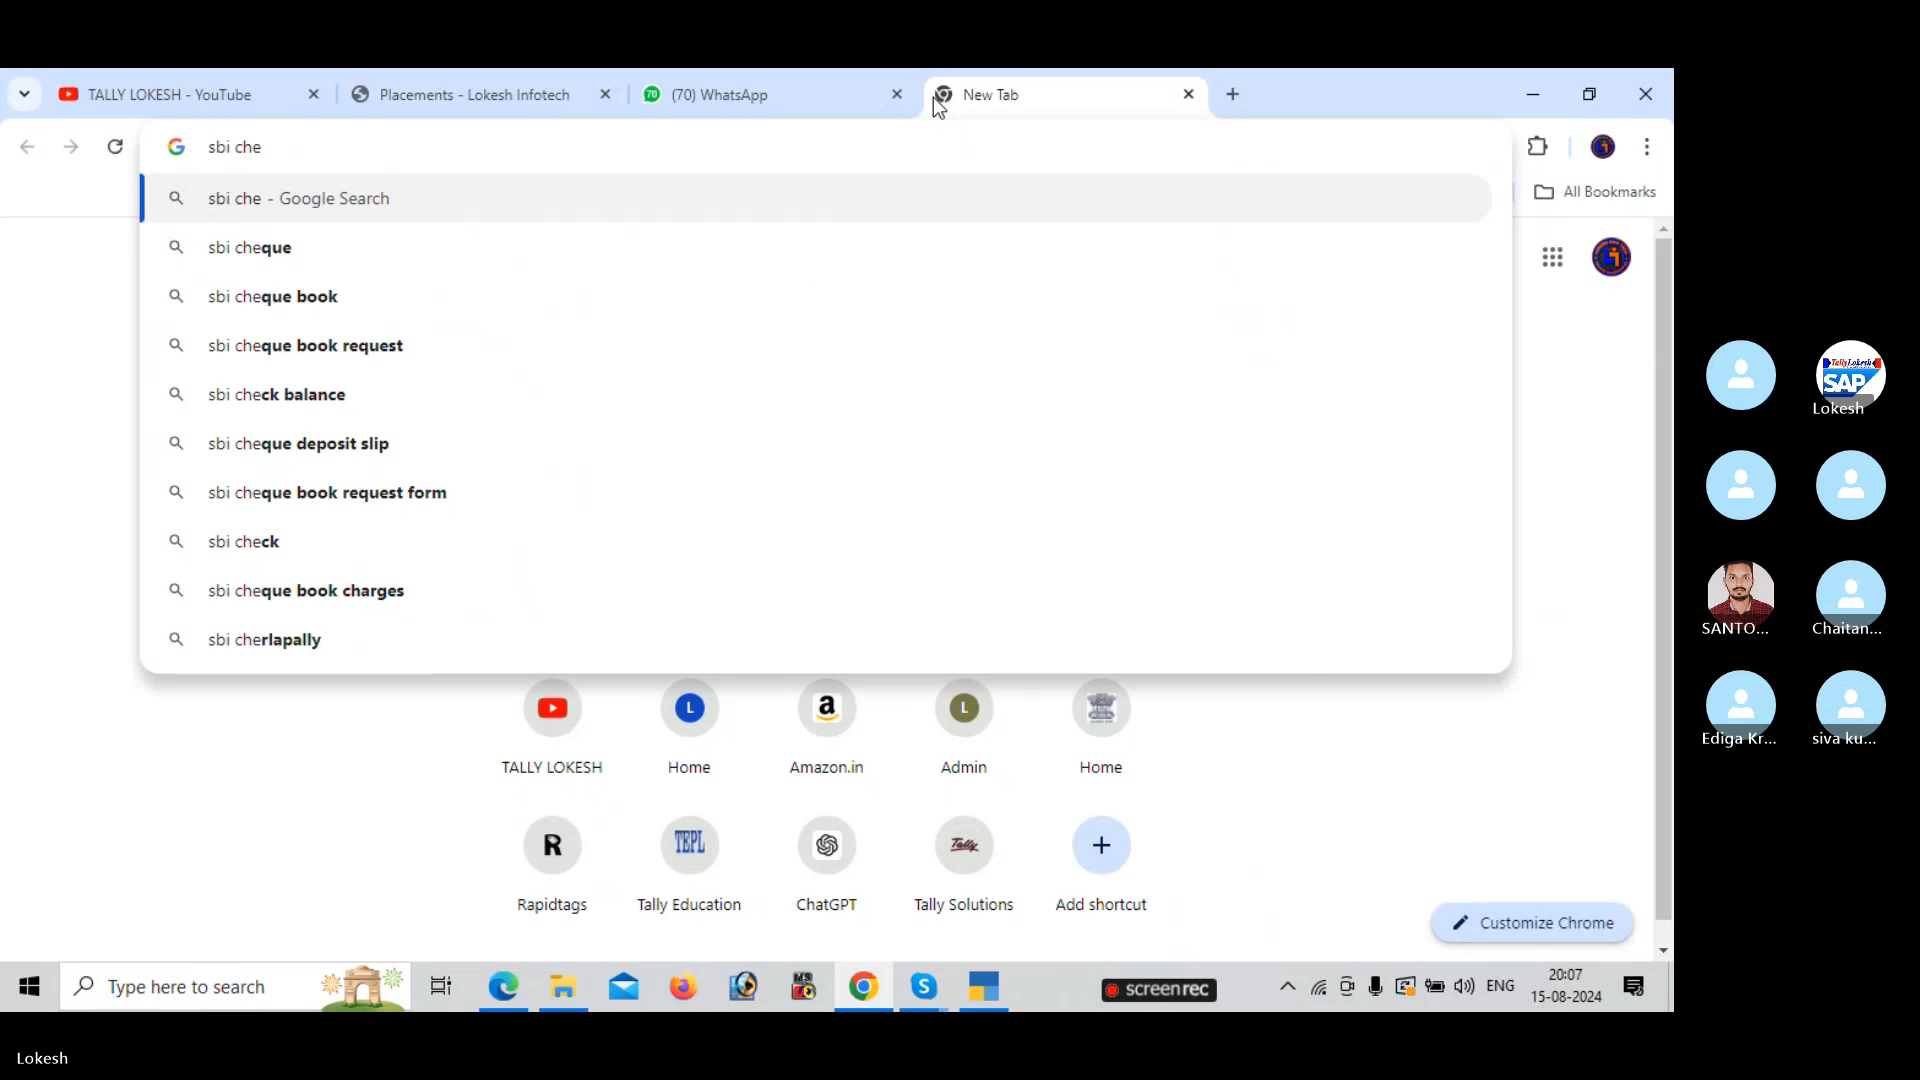 TALLY LOKESH - YouTube
Placements - Lokesh Infotech
70
(70) WhatsApp
New Tab
sbi che
All Bookmarks
sbi che - Google Search
sbi cheque
sbi cheque book
sbi cheque book request
sbi check balance
sbi cheque deposit slip
sbi cheque book request form
sbi check
sbi cheque book charges
sbi cherlapally
L
a
L
TALLY LOKESH
Home
Amazon.in
Admin
Home
R
TEPL
Tally
Rapidtags
Tally Education
ChatGPT
Tally Solutions
Add shortcut
Customize Chrome
Type here to search
screenrec
ENG
20:07
15-08-2024
SAP
Lokesh
SANTO...
Chaitan...
Ediga Kr...
siva ku...
Lokesh